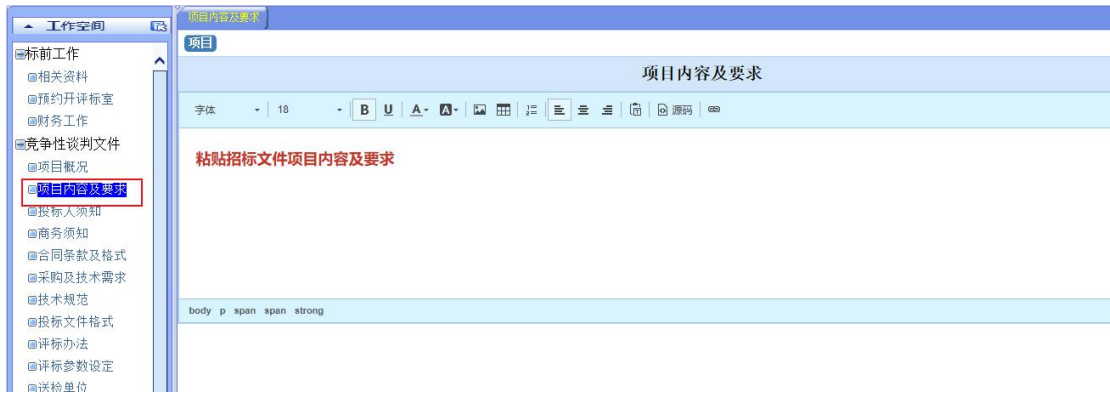 工作空间
项目内容及要求
标前工作
相关资料
预约开评标室
财务工作
竞争性谈判文件
项目概况
项目内容及要求
投标人须知
商务须知
合同条款及格式
采购及技术需求
技术规范
投标文件格式
评标办法
评标参数设定
送检单位
项目
项目内容及要求
字体 18 B U A A 源码
粘贴招标文件项目内容及要求
body p span span strong